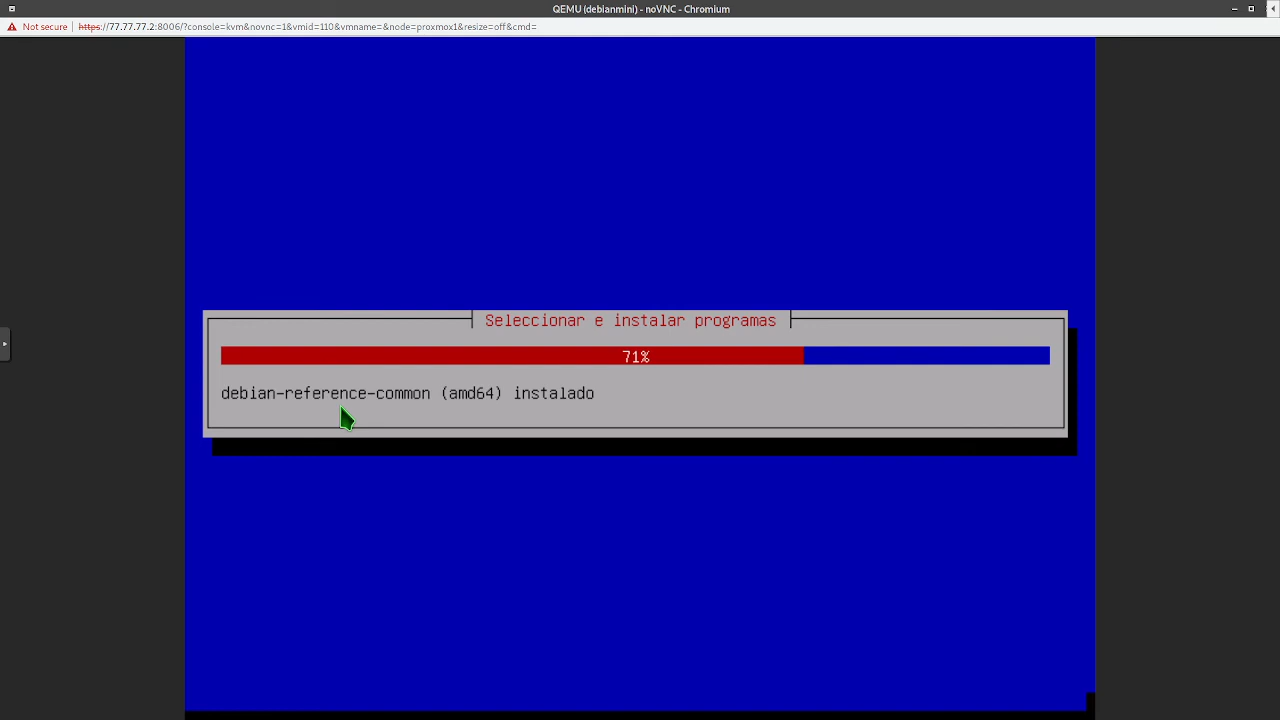 QEMU (debianmini) - noVNC - Chromium
Not secure | https://77.77.77.2:8006/?console=kvm&novnc=1&vmid=110&vmname=&node=proxmox1&resize=off&cmd=
Seleccionar e instalar programas
71%
debian-reference-common (amd64) instalado